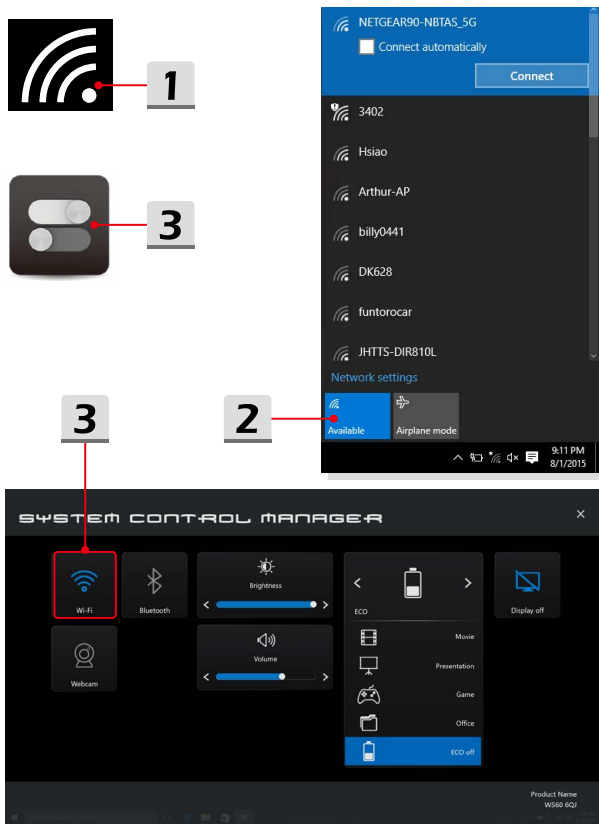 1
3
NETGEAR90-NBTAS_5G
Connect automatically
Connect
3402
Hsiao
Arthur-AP
billy0441
DK628
funtorocar
JHTTS-DIR810L
Network settings
Available
Airplane mode
9:11 PM
8/1/2015
3
2
SYSTEM CONTROL MANAGER
Wi-Fi
Bluetooth
Brightness
ECO
Display off
Webcam
Volume
Movie
Presentation
Game
Office
ECO off
Product Name
WS60 6QJ